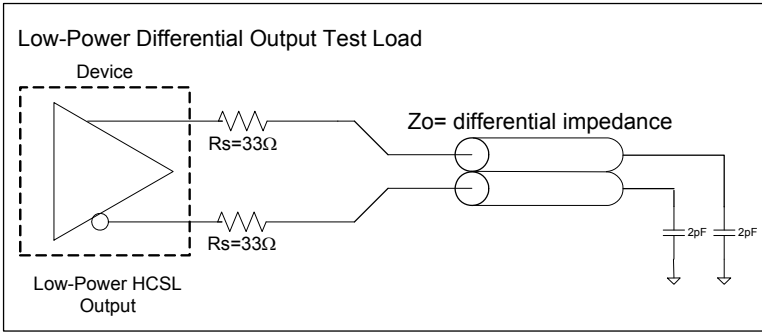 Low-Power Differential Output Test Load
Device
Rs=33Ω
Zo= differential impedance
Rs=33Ω
2pF
2pF
Low-Power HCSL
Output